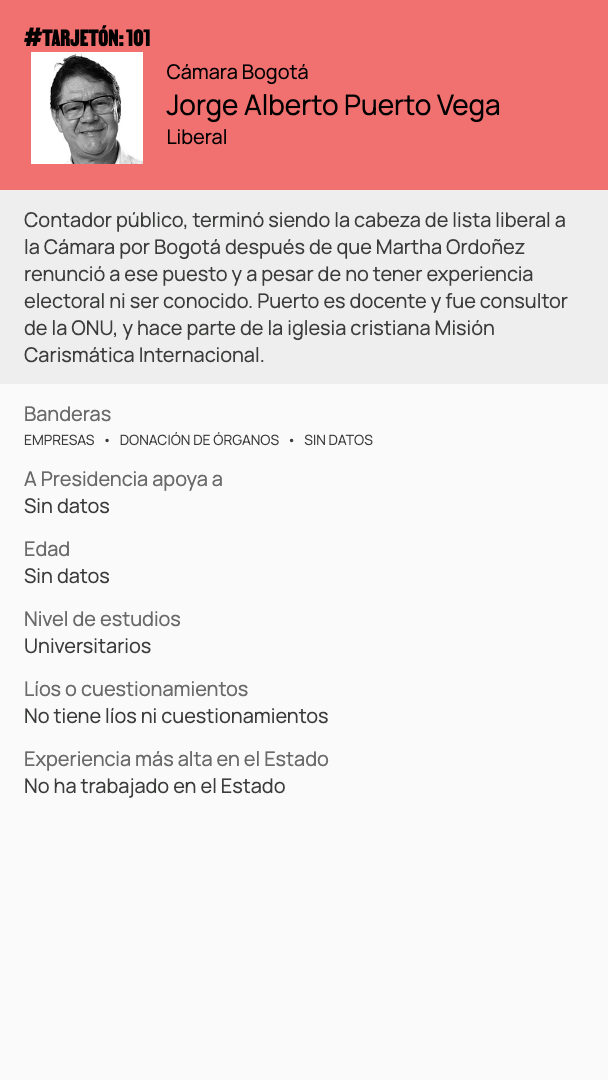 #TARJETÓN: 101
Cámara Bogotá
Jorge Alberto Puerto Vega
Liberal
Contador público, terminó siendo la cabeza de lista liberal a
la Cámara por Bogotá después de que Martha Ordoñez
renunció a ese puesto y a pesar de no tener experiencia
electoral ni ser conocido. Puerto es docente y fue consultor
de la ONU, y hace parte de la iglesia cristiana Misión
Carismática Internacional.
Banderas
EMPRESAS • DONACIÓN DE ÓRGANOS • SIN DATOS
A Presidencia apoya a
Sin datos
Edad
Sin datos
Nivel de estudios
Universitarios
Líos o cuestionamientos
No tiene líos ni cuestionamientos
Experiencia más alta en el Estado
No ha trabajado en el Estado